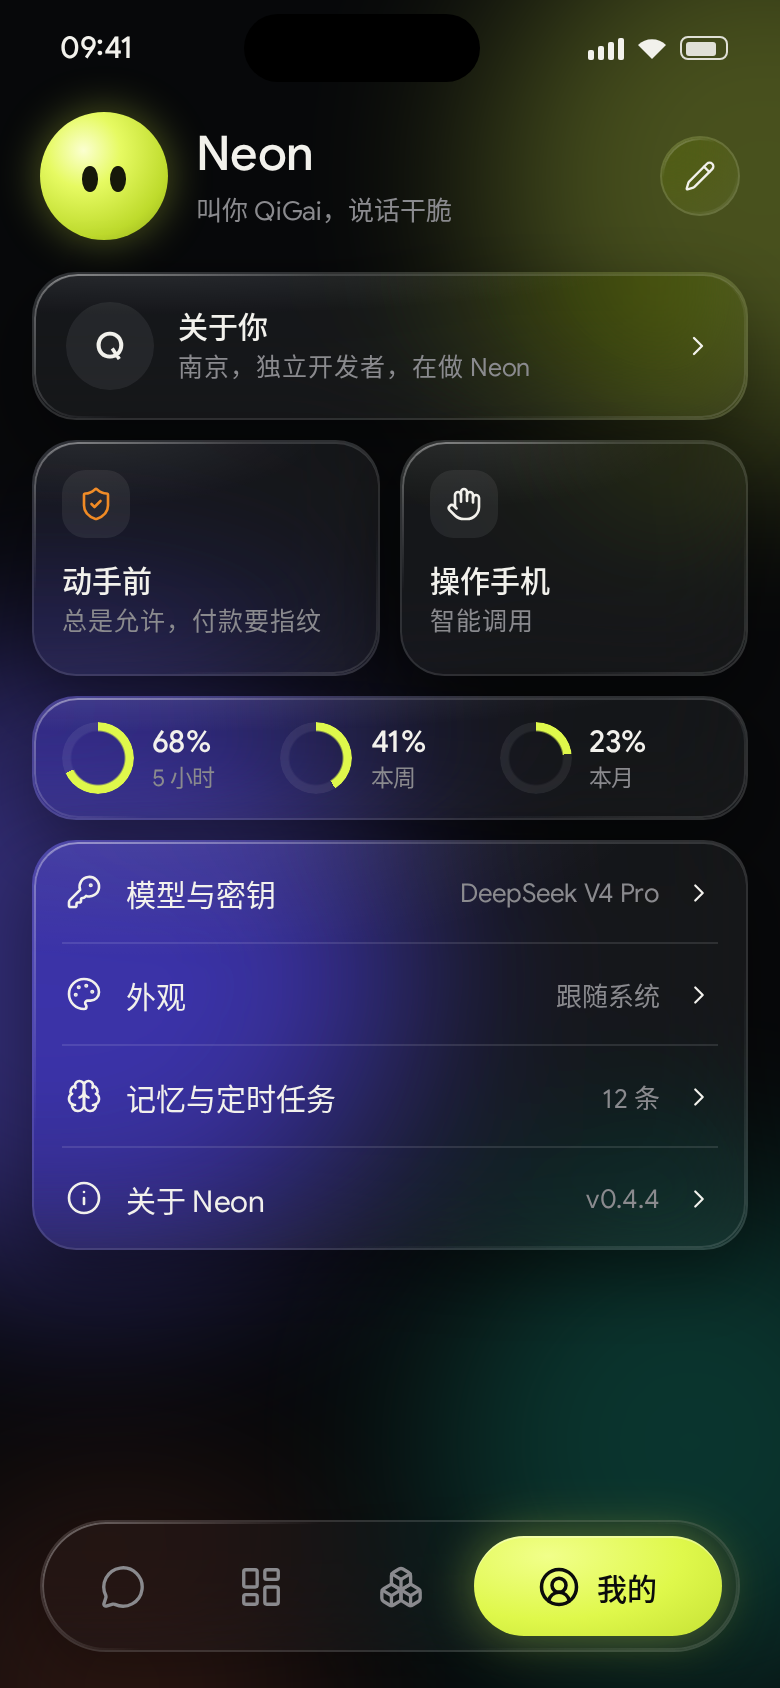 09:41
Neon
叫你 QiGai，说话干脆
Q
关于你
南京，独立开发者，在做 Neon
动手前
总是允许，付款要指纹
操作手机
智能调用
68%
5 小时
41%
本周
23%
本月
模型与密钥
DeepSeek V4 Pro
外观
跟随系统
记忆与定时任务
12 条
关于 Neon
v0.4.4
我的